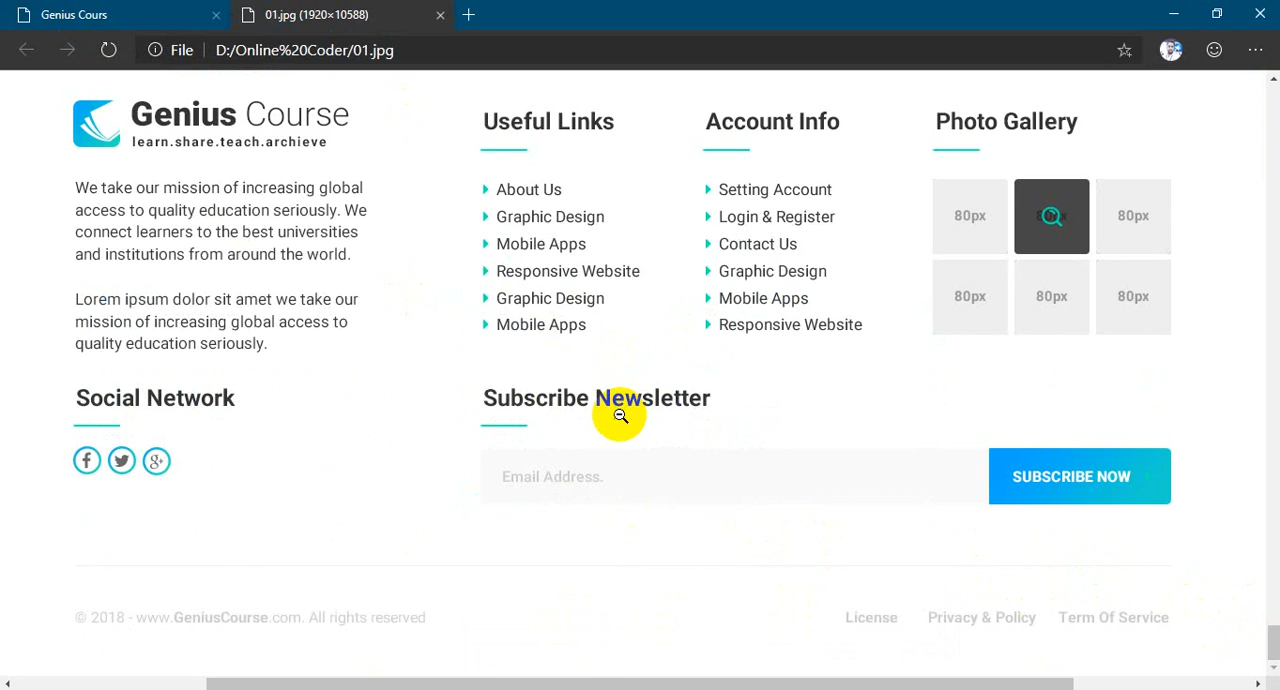 Genius Cours
01.jpg (1920×10588)
File
D:/Online%20Coder/01.jpg
Genius Course
learn.share.teach.archieve
We take our mission of increasing global
access to quality education seriously. We
connect learners to the best universities
and institutions from around the world.
Lorem ipsum dolor sit amet we take our
mission of increasing global access to
quality education seriously.
Useful Links
About Us
Graphic Design
Mobile Apps
Responsive Website
Graphic Design
Mobile Apps
Account Info
Setting Account
Login & Register
Contact Us
Graphic Design
Mobile Apps
Responsive Website
Photo Gallery
80px
80px
80px
80px
80px
Social Network
Subscribe Newsletter
Email Address.
SUBSCRIBE NOW
© 2018 - www.GeniusCourse.com. All rights reserved
License
Privacy & Policy
Term Of Service